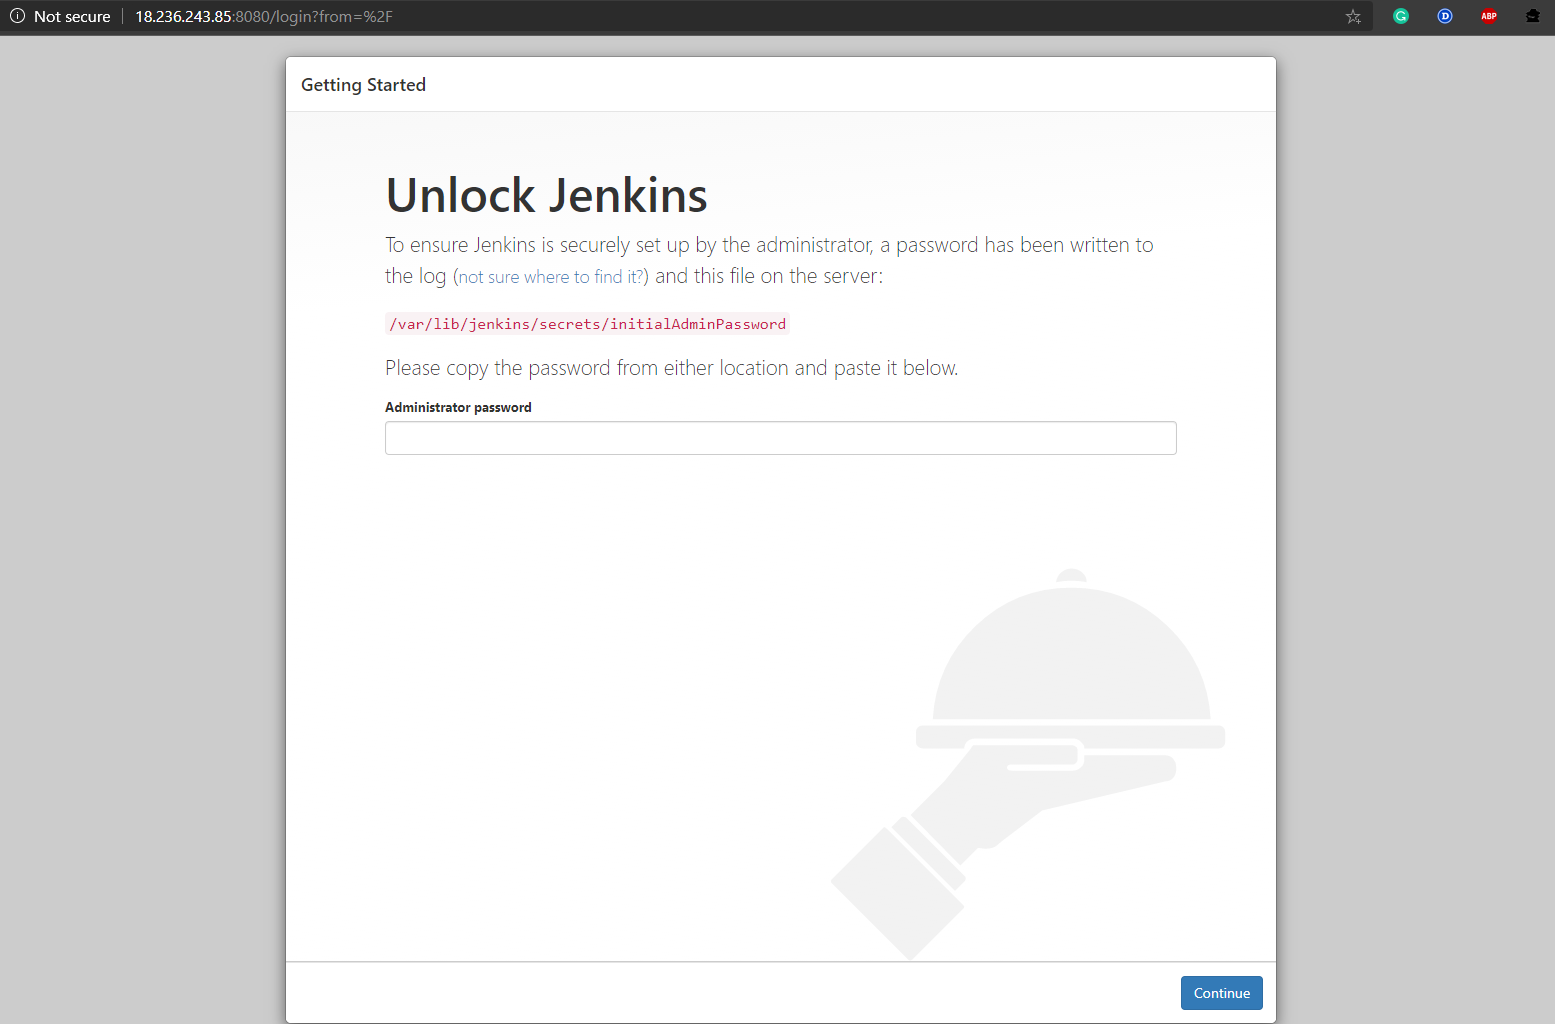 Not secure | 18.236.243.85:8080/login?from=%2F
ABP
Getting Started
Unlock Jenkins
To ensure Jenkins is securely set up by the administrator, a password has been written to
the log (not sure where to find it?) and this file on the server:
/var/lib/jenkins/secrets/initialAdminPassword
Please copy the password from either location and paste it below.
Administrator password
Continue